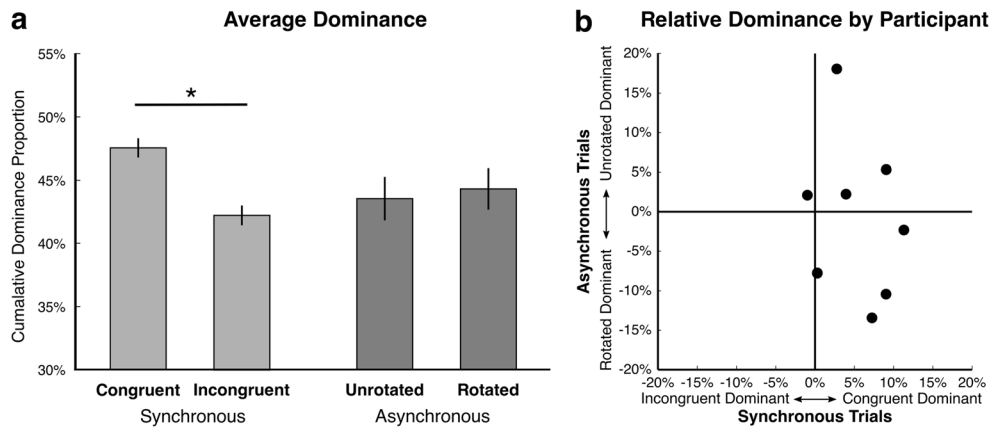 a
Average Dominance
Cumalative Dominance Proportion
55%
50%
45%
40%
35%
30%
*
Congruent Incongruent Unrotated Rotated
Synchronous Asynchronous
b
Relative Dominance by Participant
Asynchronous Trials
Rotated Dominant Unrotated Dominant
20%
15%
10%
5%
0%
-5%
-10%
-15%
-20%
-20% -15% -10% -5% 0% 5% 10% 15% 20%
Incongruent Dominant Congruent Dominant
Synchronous Trials